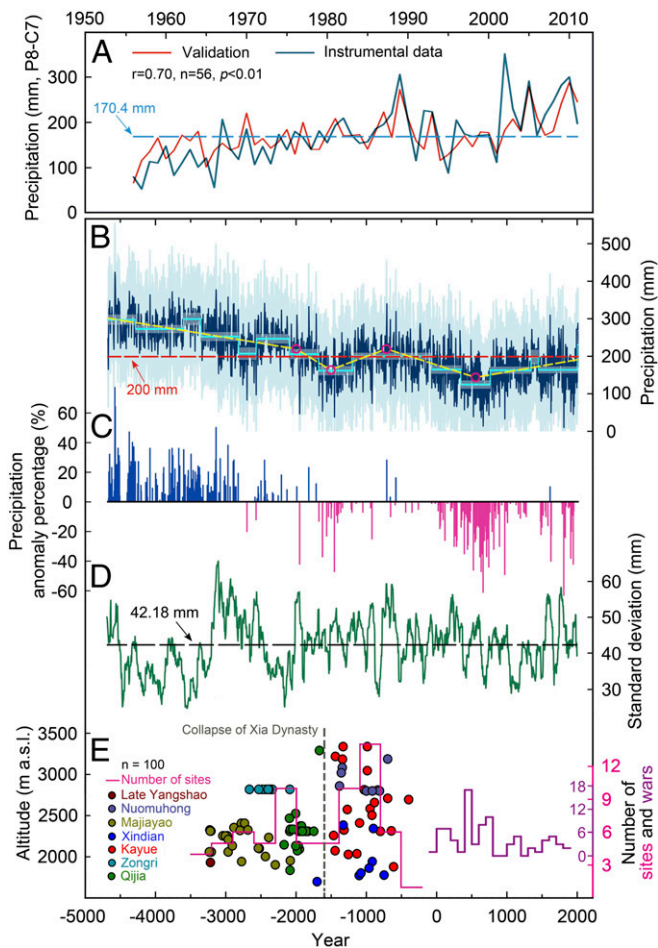 1950 1960 1970 1980 1990 2000 2010
A
Validation
Instrumental data
r=0.70, n=56, p<0.01
170.4 mm
Precipitation (mm, P8-C7)
300
200
100
0
B
200 mm
500
400
300
200
100
0
Precipitation (mm)
C
60
40
20
0
-20
-40
-60
Precipitation
anomaly percentage (%)
D
42.18 mm
60
50
40
30
Standard deviation (mm)
E
Collapse of Xia Dynasty
n = 100
Number of sites
Late Yangshao
Nuomuhong
Majiayao
Xindian
Kayue
Zongri
Qijia
3500
3000
2500
2000
Altitude (m a.s.l.)
12
9
6
3
18
12
6
0
Number of
sites and wars
-5000 -4000 -3000 -2000 -1000 0 1000 2000
Year